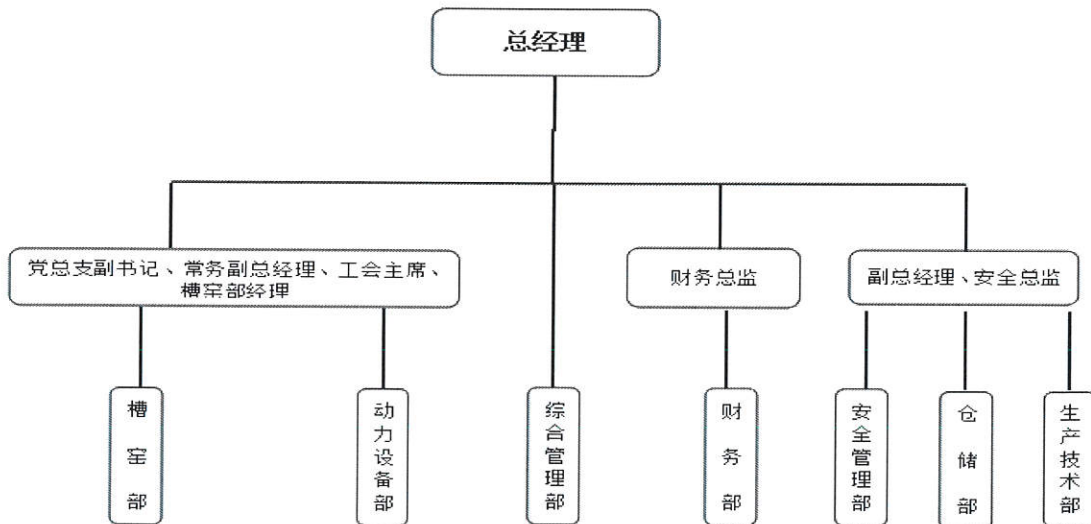 总经理
党总支副书记、常务副总经理、工会主席、
槽窑部经理
财务总监
副总经理、安全总监
槽窑部
动力设备部
综合管理部
财务部
安全管理部
仓储部
生产技术部